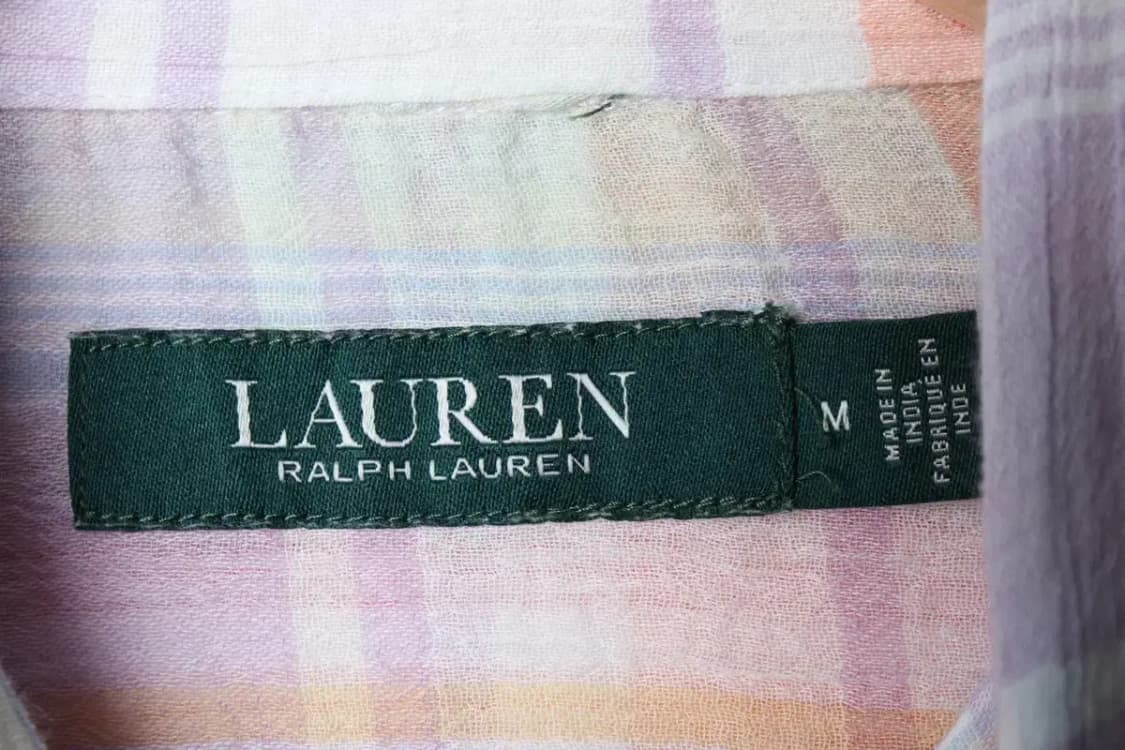 LAUREN
RALPH LAUREN
M
MADE IN
INDIA,
FABRIQUE EN
INDE